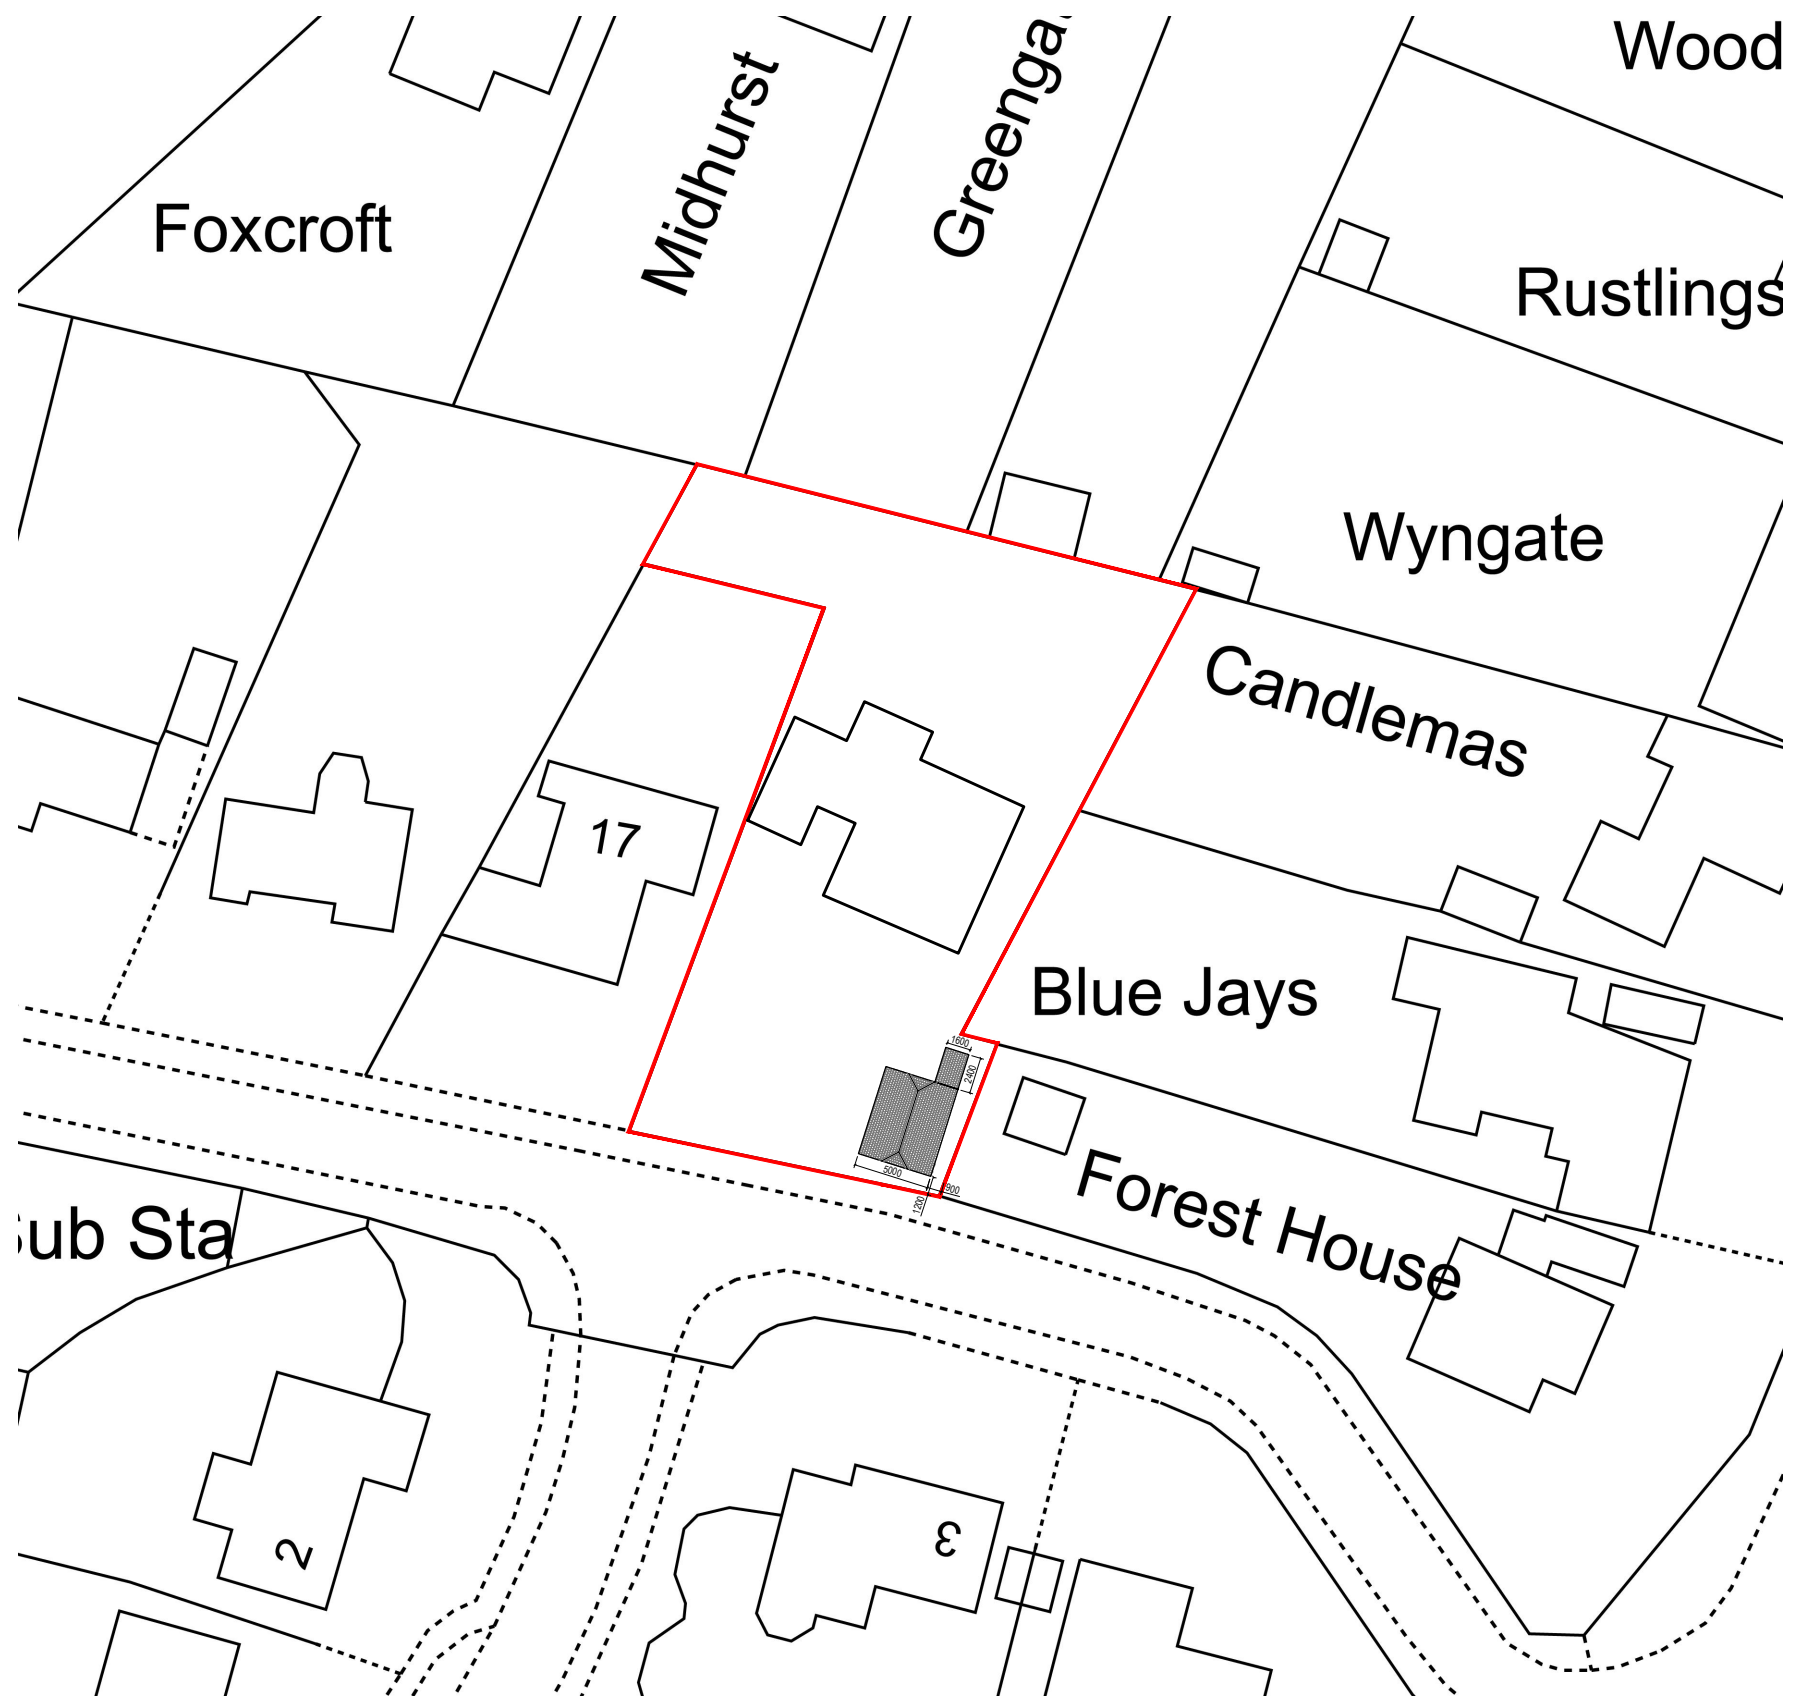 Wood
Midhurst
Greenga
Foxcroft
Rustlings
Wyngate
Candlemas
17
Blue Jays
1600
2400
5000
900
1200
Forest House
ub Sta
2
3